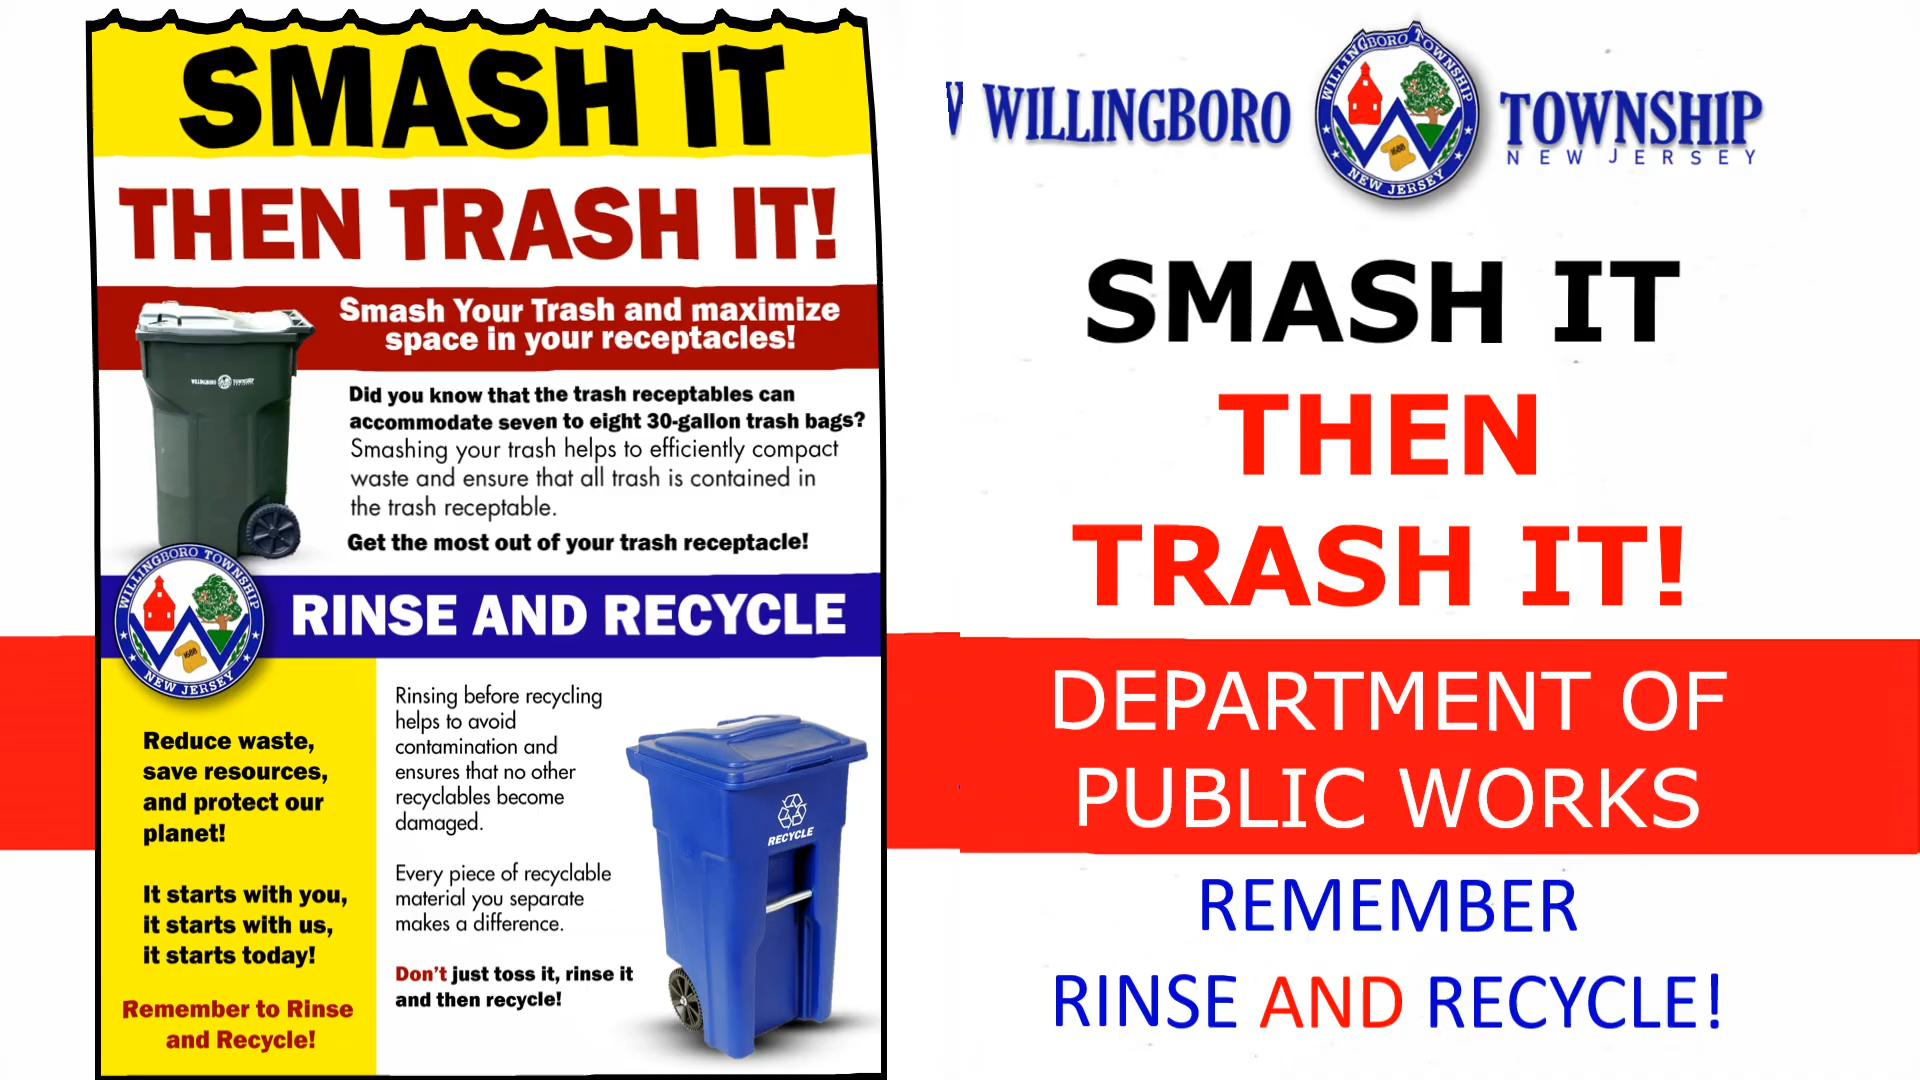 SMASH IT
THEN TRASH IT!
Smash Your Trash and maximize
space in your receptacles!
WILLINGBORO TOWNSHIP
Did you know that the trash receptables can
accommodate seven to eight 30-gallon trash bags?
Smashing your trash helps to efficiently compact
waste and ensure that all trash is contained in
the trash receptable.
Get the most out of your trash receptacle!
WILLINGBORO TOWNSHIP
1688
NEW JERSEY
RINSE AND RECYCLE
Reduce waste,
save resources,
and protect our
planet!
It starts with you,
it starts with us,
it starts today!
Remember to Rinse
and Recycle!
Rinsing before recycling
helps to avoid
contamination and
ensures that no other
recyclables become
damaged.
Every piece of recyclable
material you separate
makes a difference.
Don't just toss it, rinse it
and then recycle!
RECYCLE
W WILLINGBORO
WILLINGBORO TOWNSHIP
1688
NEW JERSEY
TOWNSHIP
NEW JERSEY
SMASH IT
THEN
TRASH IT!
DEPARTMENT OF
PUBLIC WORKS
REMEMBER
RINSE AND RECYCLE!